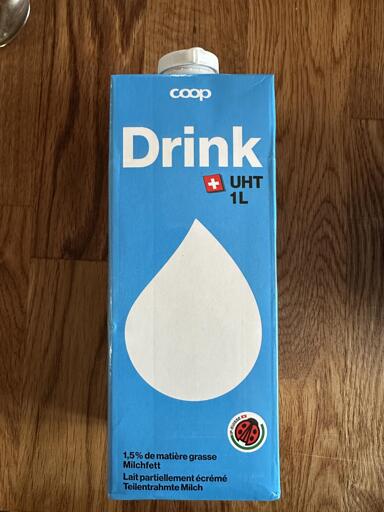 coop
Drink
UHT
1L
1,5% de matière grasse
Milchfett
Lait partiellement écrémé
Teilentrahmte Milch